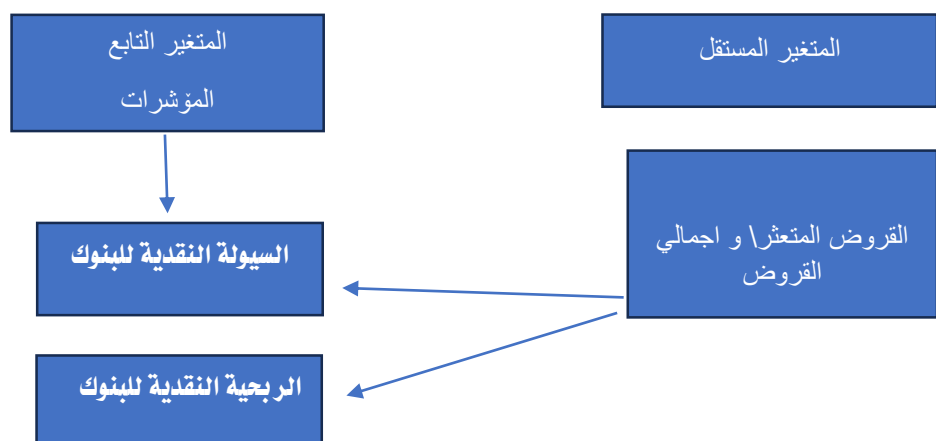 المتغير المستقل
المتغير التابع
المؤشرات
القروض المتعثر\ و اجمالي
القروض
السيولة النقدية للبنوك
الربحية النقدية للبنوك